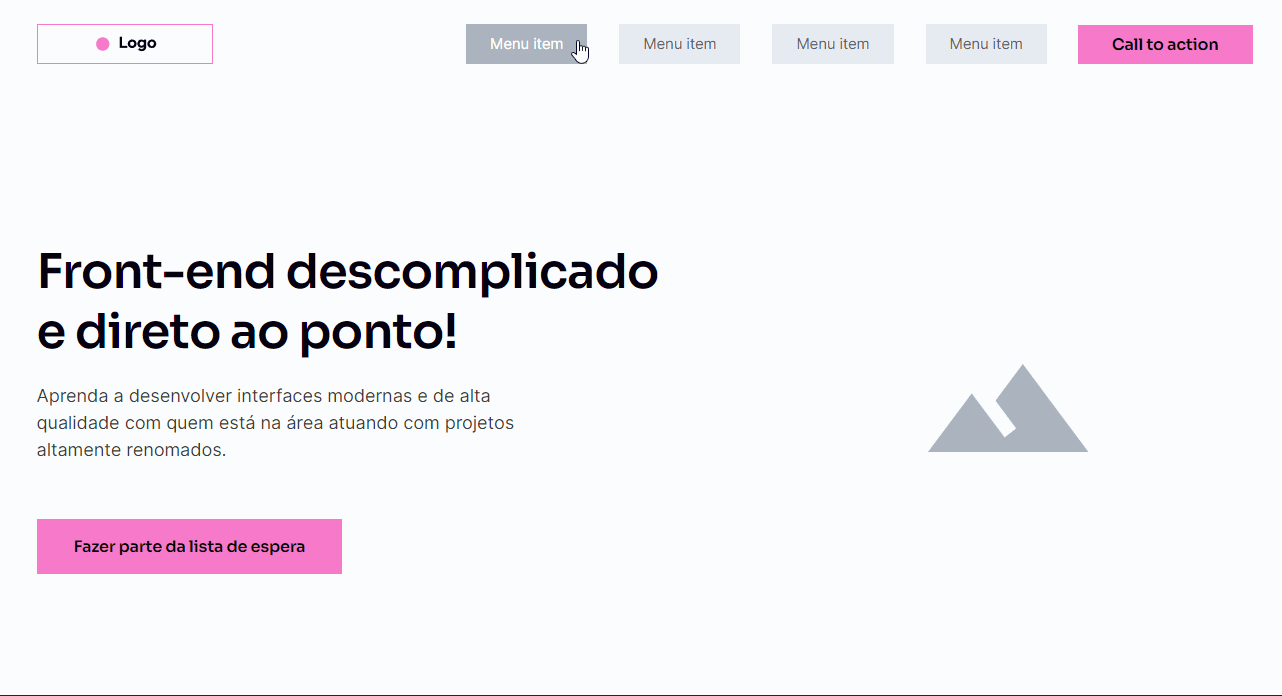 Logo
Menu item
Menu item
Menu item
Menu item
Call to action
Front-end descomplicado
e direto ao ponto!
Aprenda a desenvolver interfaces modernas e de alta
qualidade com quem está na área atuando com projetos
altamente renomados.
Fazer parte da lista de espera